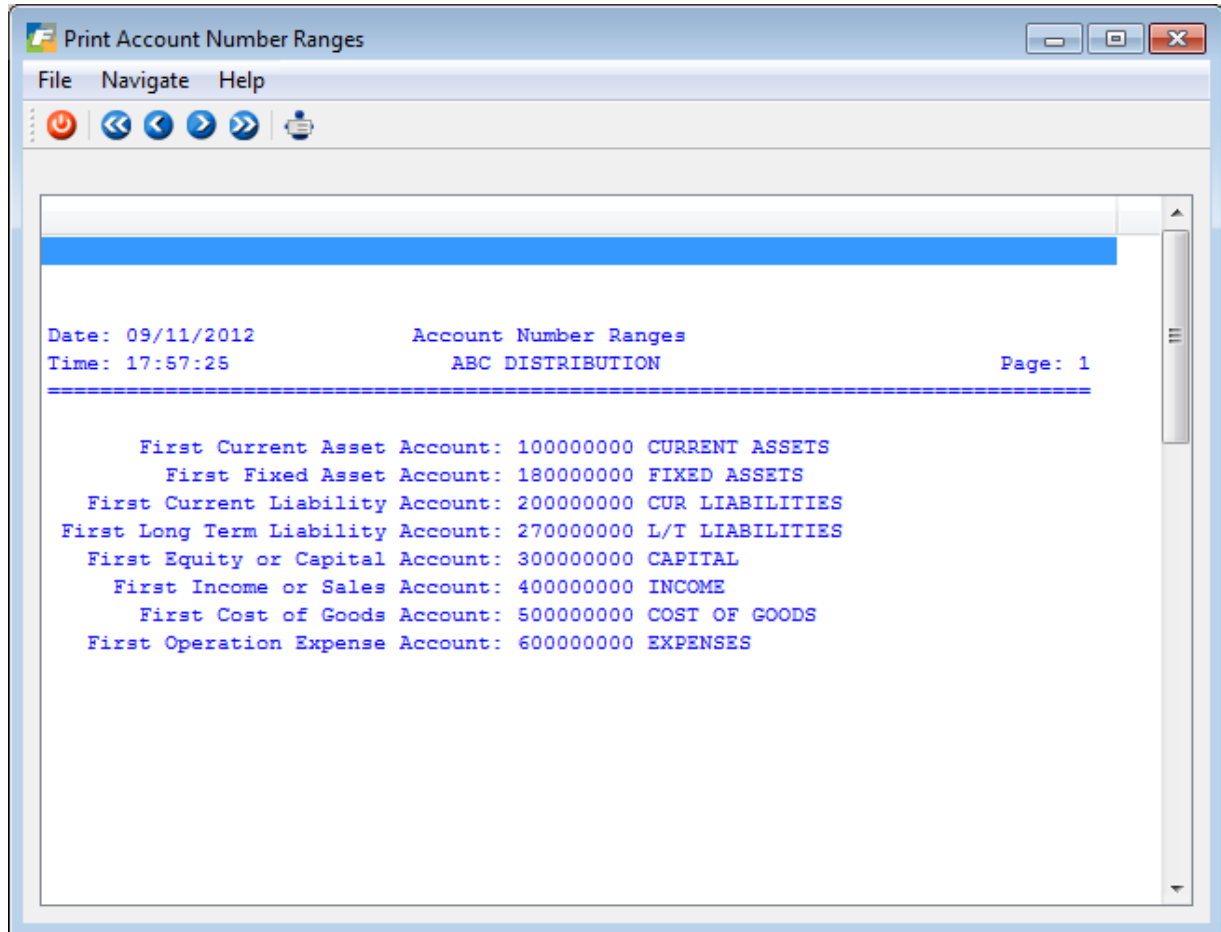 Print Account Number Ranges
File Navigate Help
Date: 09/11/2012 Account Number Ranges
Time: 17:57:25 ABC DISTRIBUTION Page: 1
================================================================================
First Current Asset Account: 100000000 CURRENT ASSETS
First Fixed Asset Account: 180000000 FIXED ASSETS
First Current Liability Account: 200000000 CUR LIABILITIES
First Long Term Liability Account: 270000000 L/T LIABILITIES
First Equity or Capital Account: 300000000 CAPITAL
First Income or Sales Account: 400000000 INCOME
First Cost of Goods Account: 500000000 COST OF GOODS
First Operation Expense Account: 600000000 EXPENSES